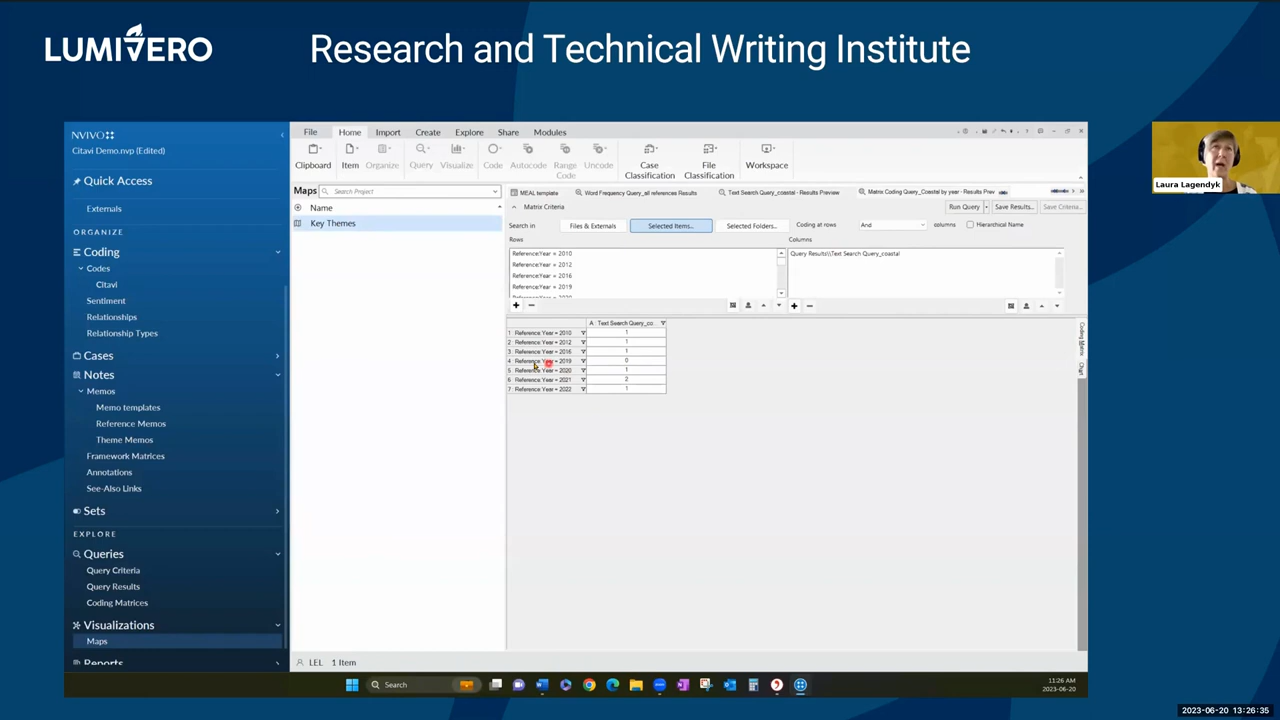 LUMIVERO
Research and Technical Writing Institute
NVIVO
Citavi Demo.nvp (Edited)
Quick Access
Externals
ORGANIZE
Coding
Codes
Citavi
Sentiment
Relationships
Relationship Types
Cases
Notes
Memos
Memo templates
Reference Memos
Theme Memos
Framework Matrices
Annotations
See-Also Links
Sets
EXPLORE
Queries
Query Criteria
Query Results
Coding Matrices
Visualizations
Maps
Reports
File Home Import Create Explore Share Modules
Clipboard Item Organize Query Visualize Code Autocode Range Code Uncode Case Classification File Classification Workspace
Maps Search Project
Name
Key Themes
MEAL template Word Frequency Query_all references Results Text Search Query_coastal - Results Preview Matrix Coding Query_Coastal by year - Results Prev
Matrix Criteria Run Query Save Results... Save Criteria...
Search in Files & Externals Selected Items... Selected Folders... Coding at rows And columns Hierarchical Name
Rows Columns
Reference:Year = 2010 Query Results\\Text Search Query_coastal
Reference:Year = 2012
Reference:Year = 2016
Reference:Year = 2019
Reference:Year = 2020
A : Text Search Query_co...
1 Reference:Year = 2010 1
2 Reference:Year = 2012 1
3 Reference:Year = 2016 1
4 Reference:Year = 2019 0
5 Reference:Year = 2020 1
6 Reference:Year = 2021 2
7 Reference:Year = 2022 1
Coding Matrix
Chart
LEL 1 Item
Search
11:26 AM
2023-06-20
Laura Lagendyk
2023-06-20 13:26:35